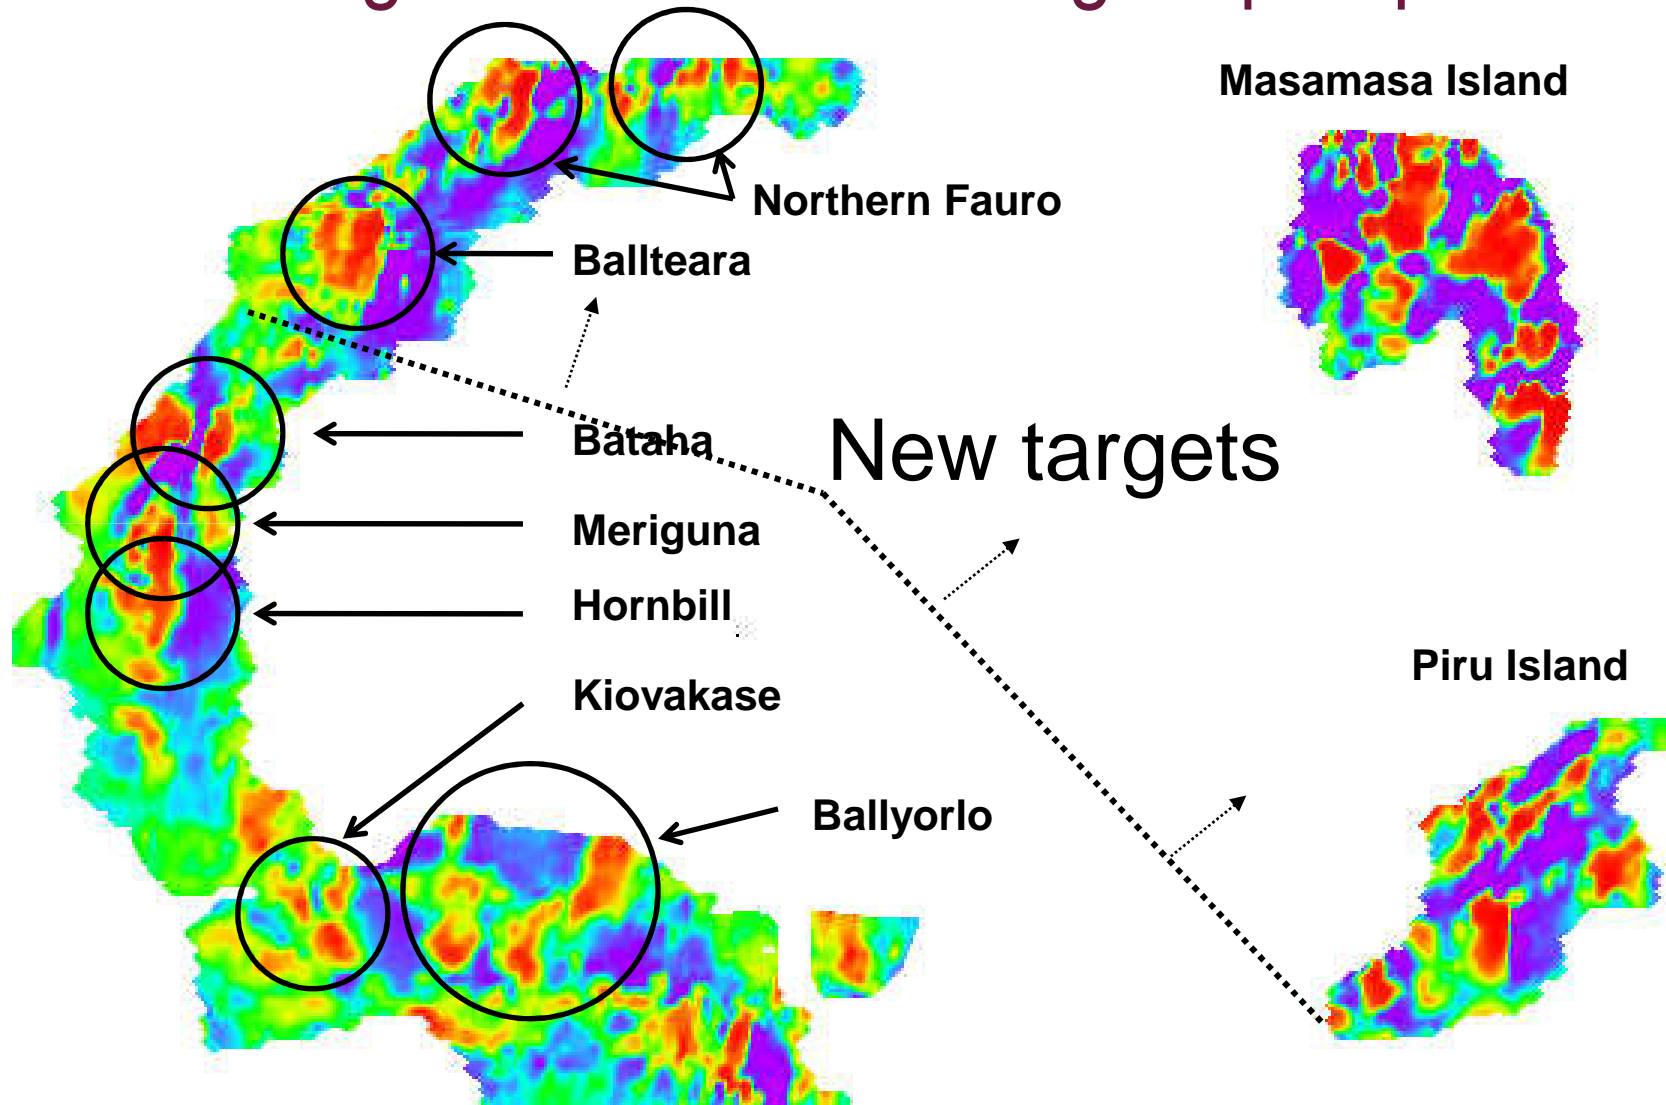 Masamasa Island
Northern Fauro
Ballteara
Bataha
New targets
Meriguna
Hornbill
Piru Island
Kiovakase
Ballyorlo